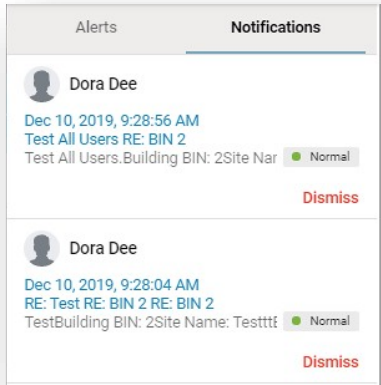 Alerts
Notifications
Dora Dee
Dec 10, 2019, 9:28:56 AM
Test All Users RE: BIN 2
Test All Users.Building BIN: 2Site Nar
Normal
Dismiss
Dora Dee
Dec 10, 2019, 9:28:04 AM
RE: Test RE: BIN 2 RE: BIN 2
TestBuilding BIN: 2Site Name: TestttE
Normal
Dismiss